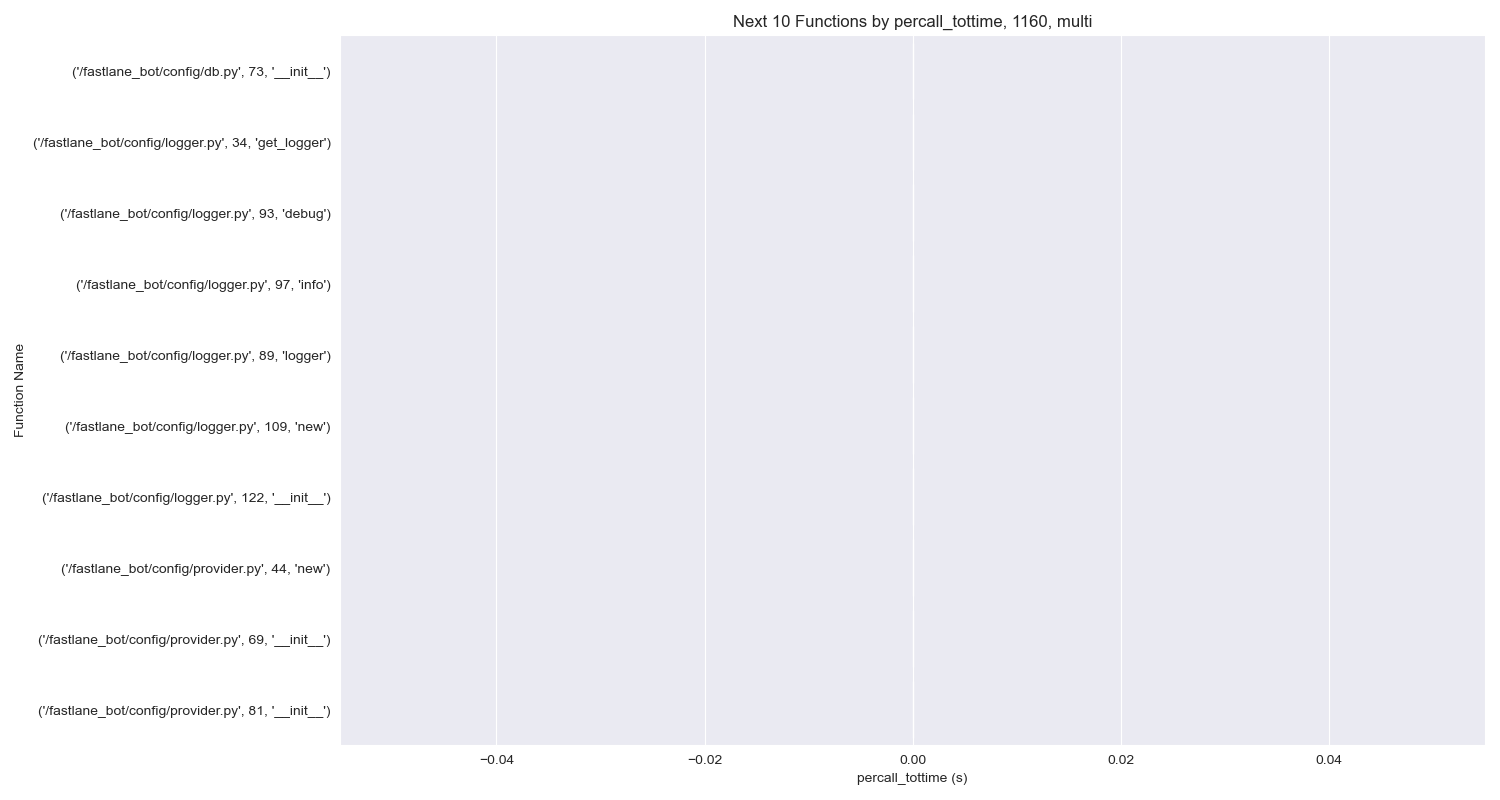 Next 10 Functions by percall_tottime, 1160, multi
('/fastlane_bot/config/db.py', 73, '__init__')
('/fastlane_bot/config/logger.py', 34, 'get_logger')
('/fastlane_bot/config/logger.py', 93, 'debug')
('/fastlane_bot/config/logger.py', 97, 'info')
('/fastlane_bot/config/logger.py', 89, 'logger')
('/fastlane_bot/config/logger.py', 109, 'new')
('/fastlane_bot/config/logger.py', 122, '__init__')
('/fastlane_bot/config/provider.py', 44, 'new')
('/fastlane_bot/config/provider.py', 69, '__init__')
('/fastlane_bot/config/provider.py', 81, '__init__')
Function Name
−0.04 −0.02 0.00 0.02 0.04
percall_tottime (s)